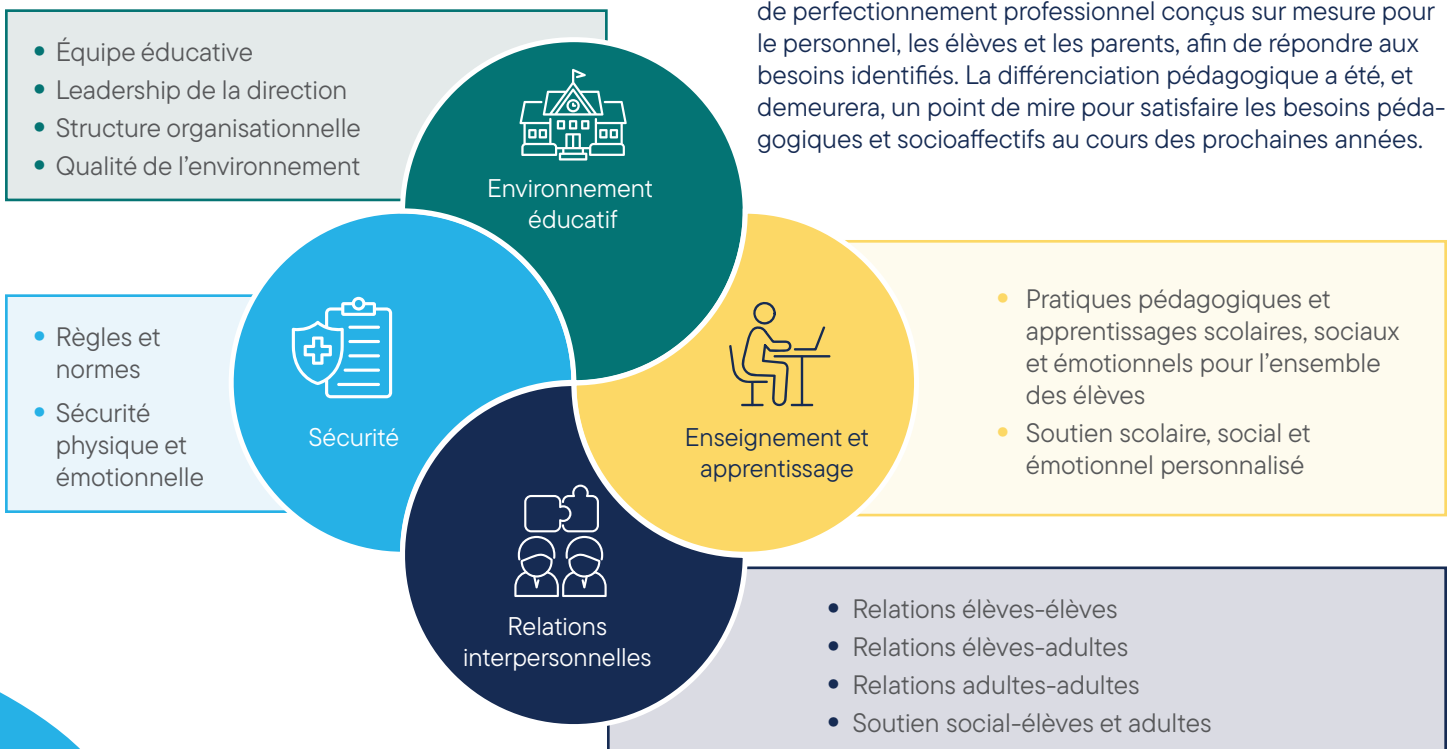 de perfectionnement professionnel conçus sur mesure pour
le personnel, les élèves et les parents, afin de répondre aux
besoins identifiés. La différenciation pédagogique a été, et
demeurera, un point de mire pour satisfaire les besoins péda-
gogiques et socioaffectifs au cours des prochaines années.
• Équipe éducative
• Leadership de la direction
• Structure organisationnelle
• Qualité de l’environnement
Environnement
éducatif
• Règles et
normes
• Sécurité
physique et
émotionnelle
Sécurité
Enseignement et
apprentissage
• Pratiques pédagogiques et
apprentissages scolaires, sociaux
et émotionnels pour l’ensemble
des élèves
• Soutien scolaire, social et
émotionnel personnalisé
Relations
interpersonnelles
• Relations élèves-élèves
• Relations élèves-adultes
• Relations adultes-adultes
• Soutien social-élèves et adultes